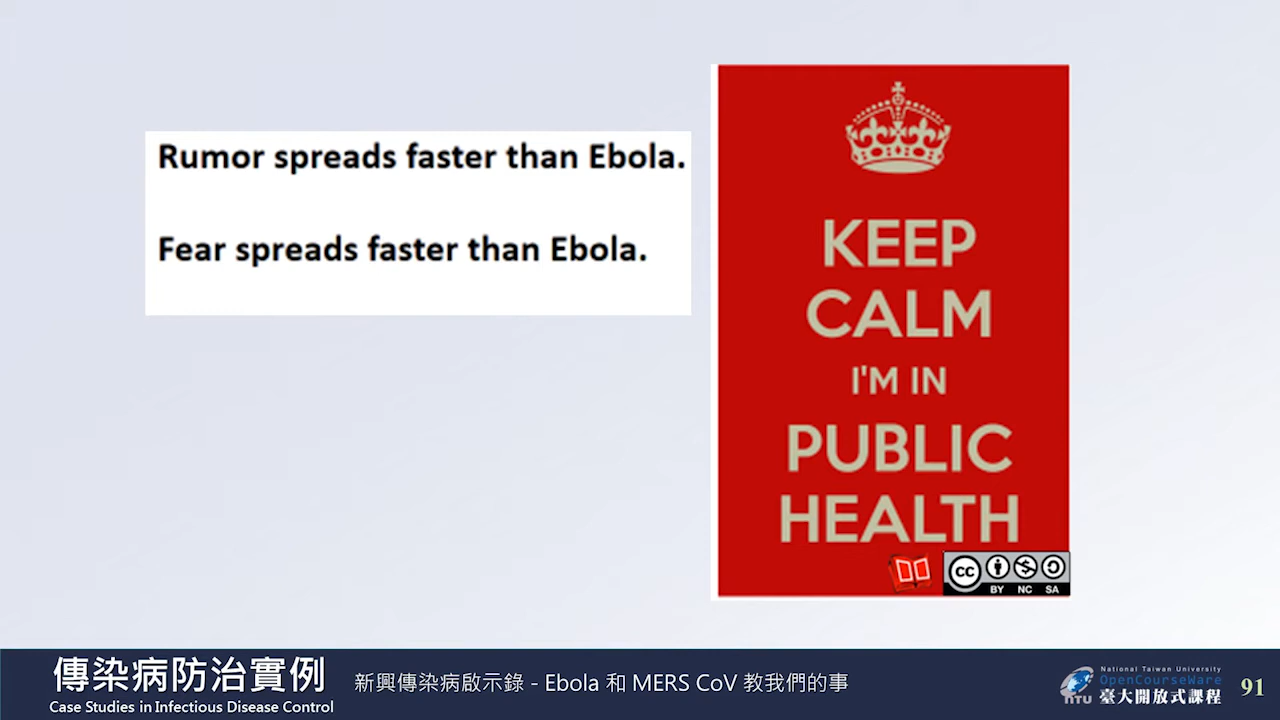 Rumor spreads faster than Ebola.
Fear spreads faster than Ebola.
KEEP
CALM
I'M IN
PUBLIC
HEALTH
cc
BY NC SA
傳染病防治實例
Case Studies in Infectious Disease Control
新興傳染病啟示錄 - Ebola 和 MERS CoV 教我們的事
NTU
National Taiwan University
OpenCourseWare
臺大開放式課程
91